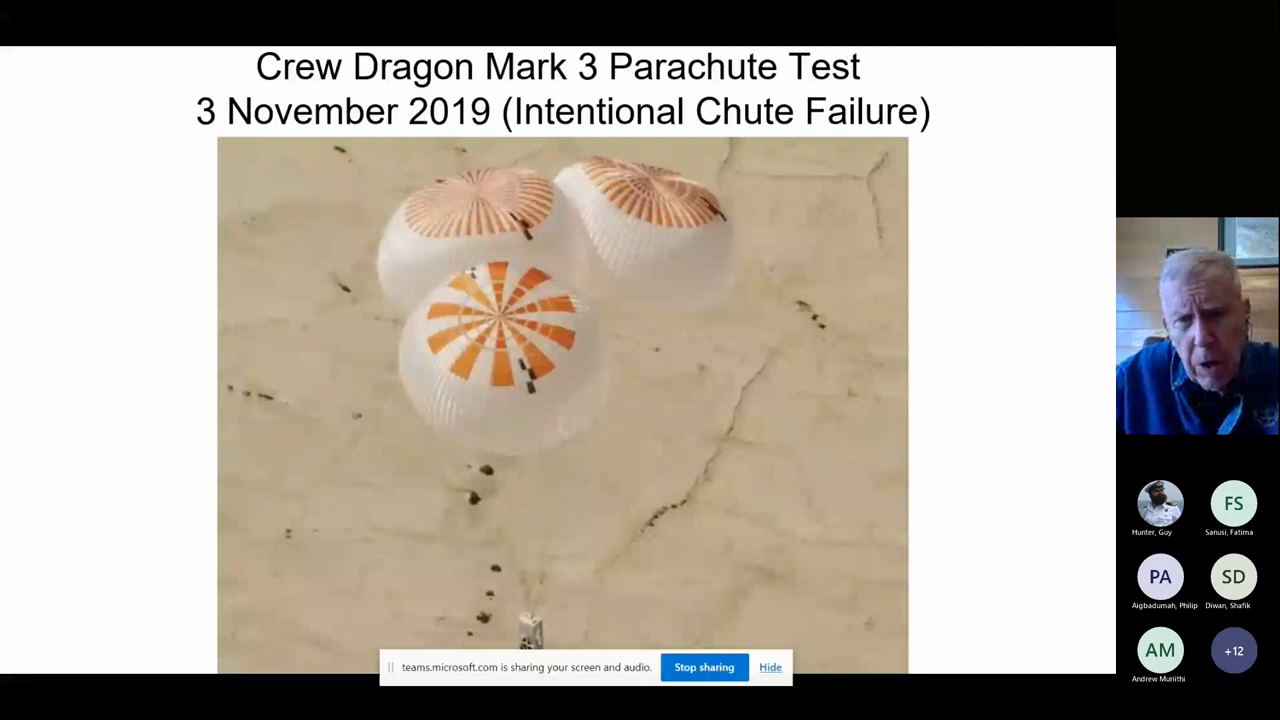 Crew Dragon Mark 3 Parachute Test
3 November 2019 (Intentional Chute Failure)
teams.microsoft.com is sharing your screen and audio.
Stop sharing
Hide
FS
Hunter, Guy
Sanusi, Fatima
PA
SD
Aigbadumah, Philip
Diwan, Shafik
AM
+12
Andrew Muriithi